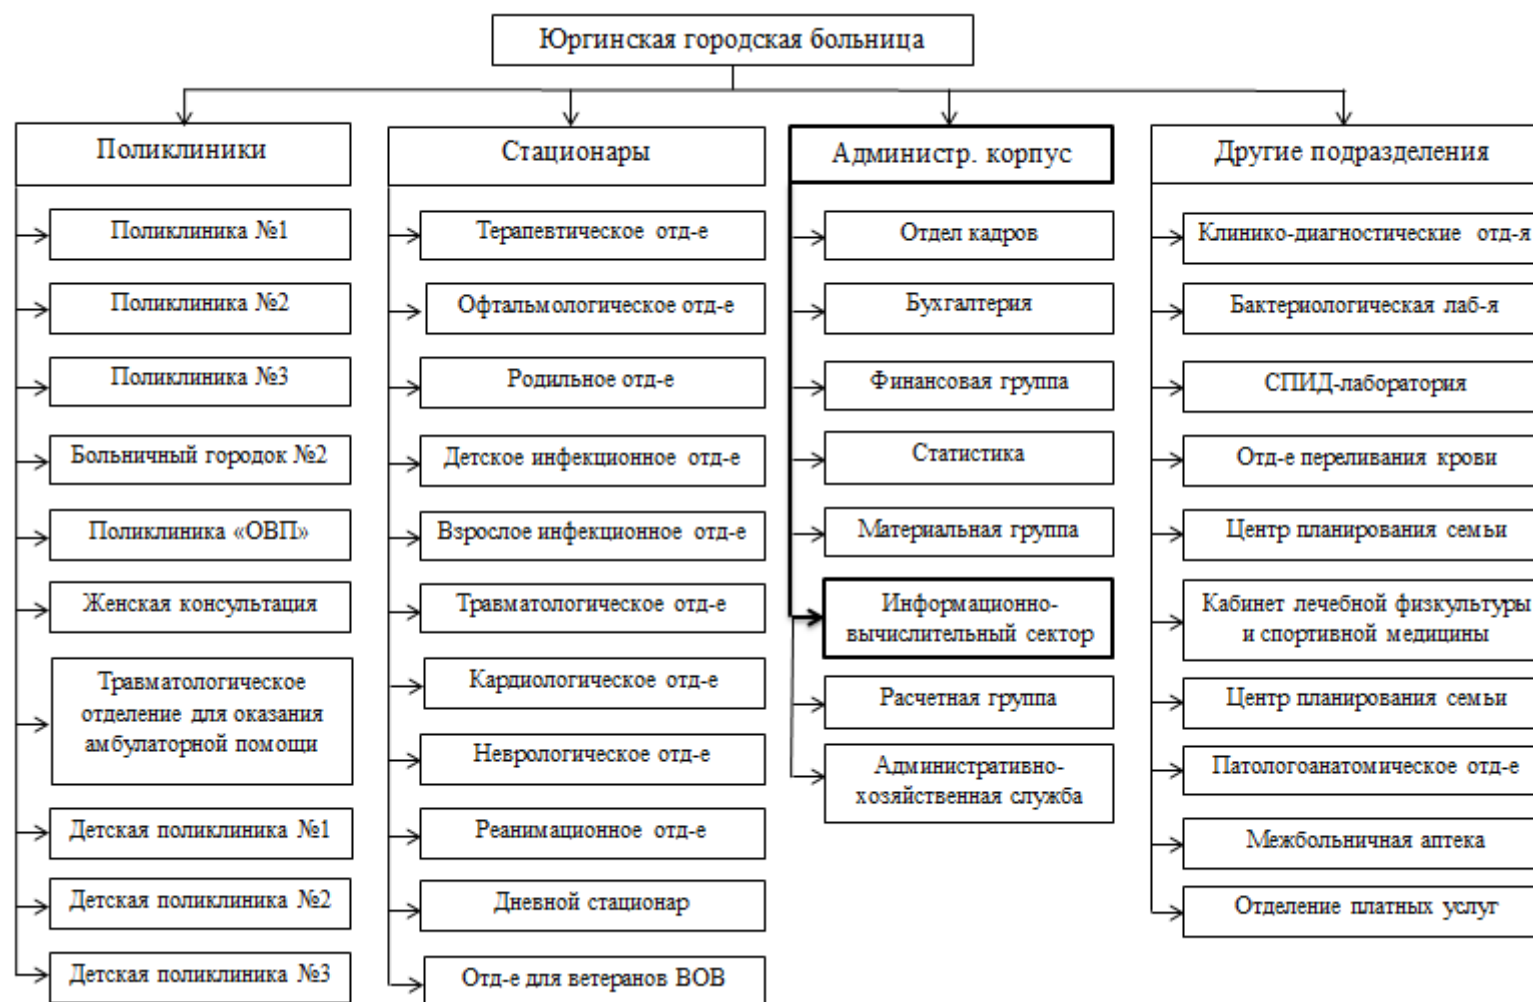 Юргинская городская больница
Поликлиники
Поликлиника №1
Поликлиника №2
Поликлиника №3
Больничный городок №2
Поликлиника «ОВП»
Женская консультация
Травматологическое
отделение для оказания
амбулаторной помощи
Детская поликлиника №1
Детская поликлиника №2
Детская поликлиника №3
Стационары
Терапевтическое отд-е
Офтальмологическое отд-е
Родильное отд-е
Детское инфекционное отд-е
Взрослое инфекционное отд-е
Травматологическое отд-е
Кардиологическое отд-е
Неврологическое отд-е
Реанимационное отд-е
Дневной стационар
Отд-е для ветеранов ВОВ
Администр. корпус
Отдел кадров
Бухгалтерия
Финансовая группа
Статистика
Материальная группа
Информационно-
вычислительный сектор
Расчетная группа
Административно-
хозяйственная служба
Другие подразделения
Клинико-диагностические отд-я
Бактериологическая лаб-я
СПИД-лаборатория
Отд-е переливания крови
Центр планирования семьи
Кабинет лечебной физкультуры
и спортивной медицины
Центр планирования семьи
Патологоанатомическое отд-е
Межбольничная аптека
Отделение платных услуг